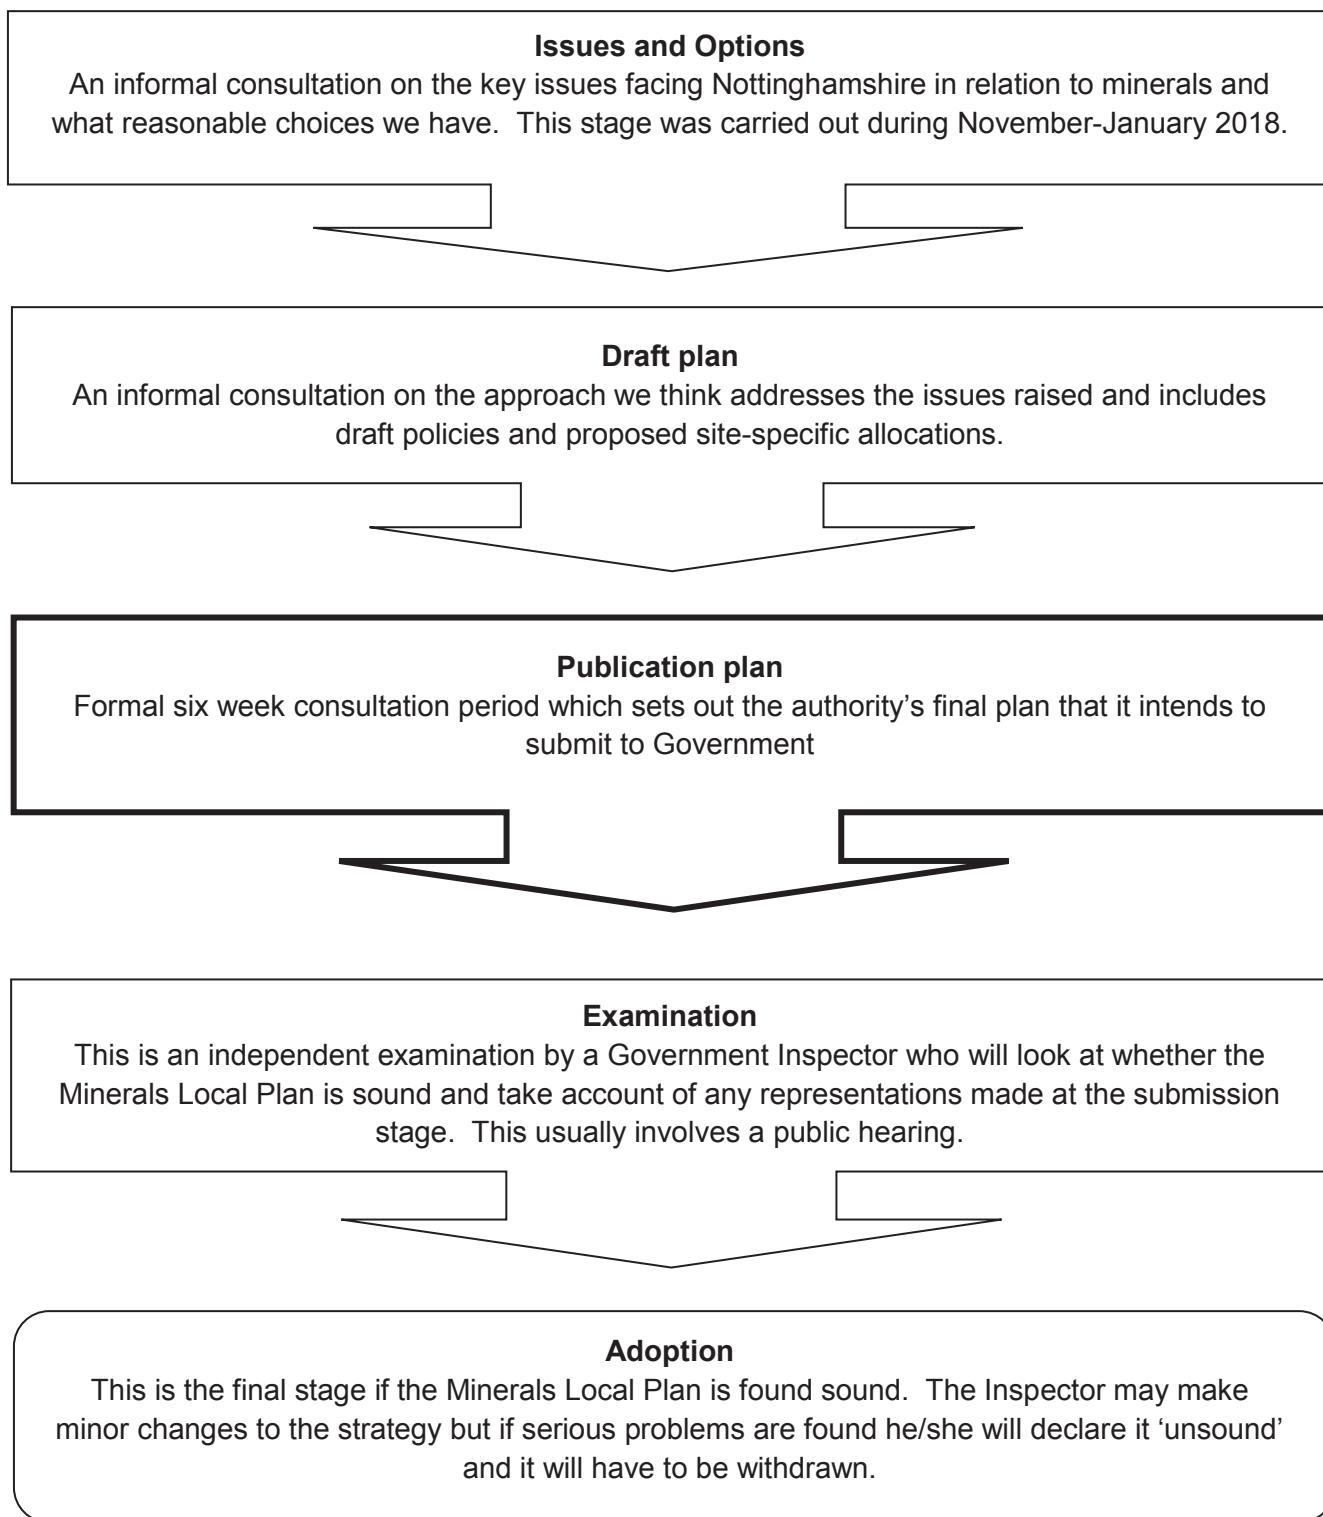 Issues and Options
An informal consultation on the key issues facing Nottinghamshire in relation to minerals and
what reasonable choices we have.  This stage was carried out during November-January 2018.
Draft plan
An informal consultation on the approach we think addresses the issues raised and includes
draft policies and proposed site-specific allocations.
Publication plan
Formal six week consultation period which sets out the authority’s final plan that it intends to
submit to Government
Examination
This is an independent examination by a Government Inspector who will look at whether the
Minerals Local Plan is sound and take account of any representations made at the submission
stage.  This usually involves a public hearing.
Adoption
This is the final stage if the Minerals Local Plan is found sound.  The Inspector may make
minor changes to the strategy but if serious problems are found he/she will declare it ‘unsound’
and it will have to be withdrawn.